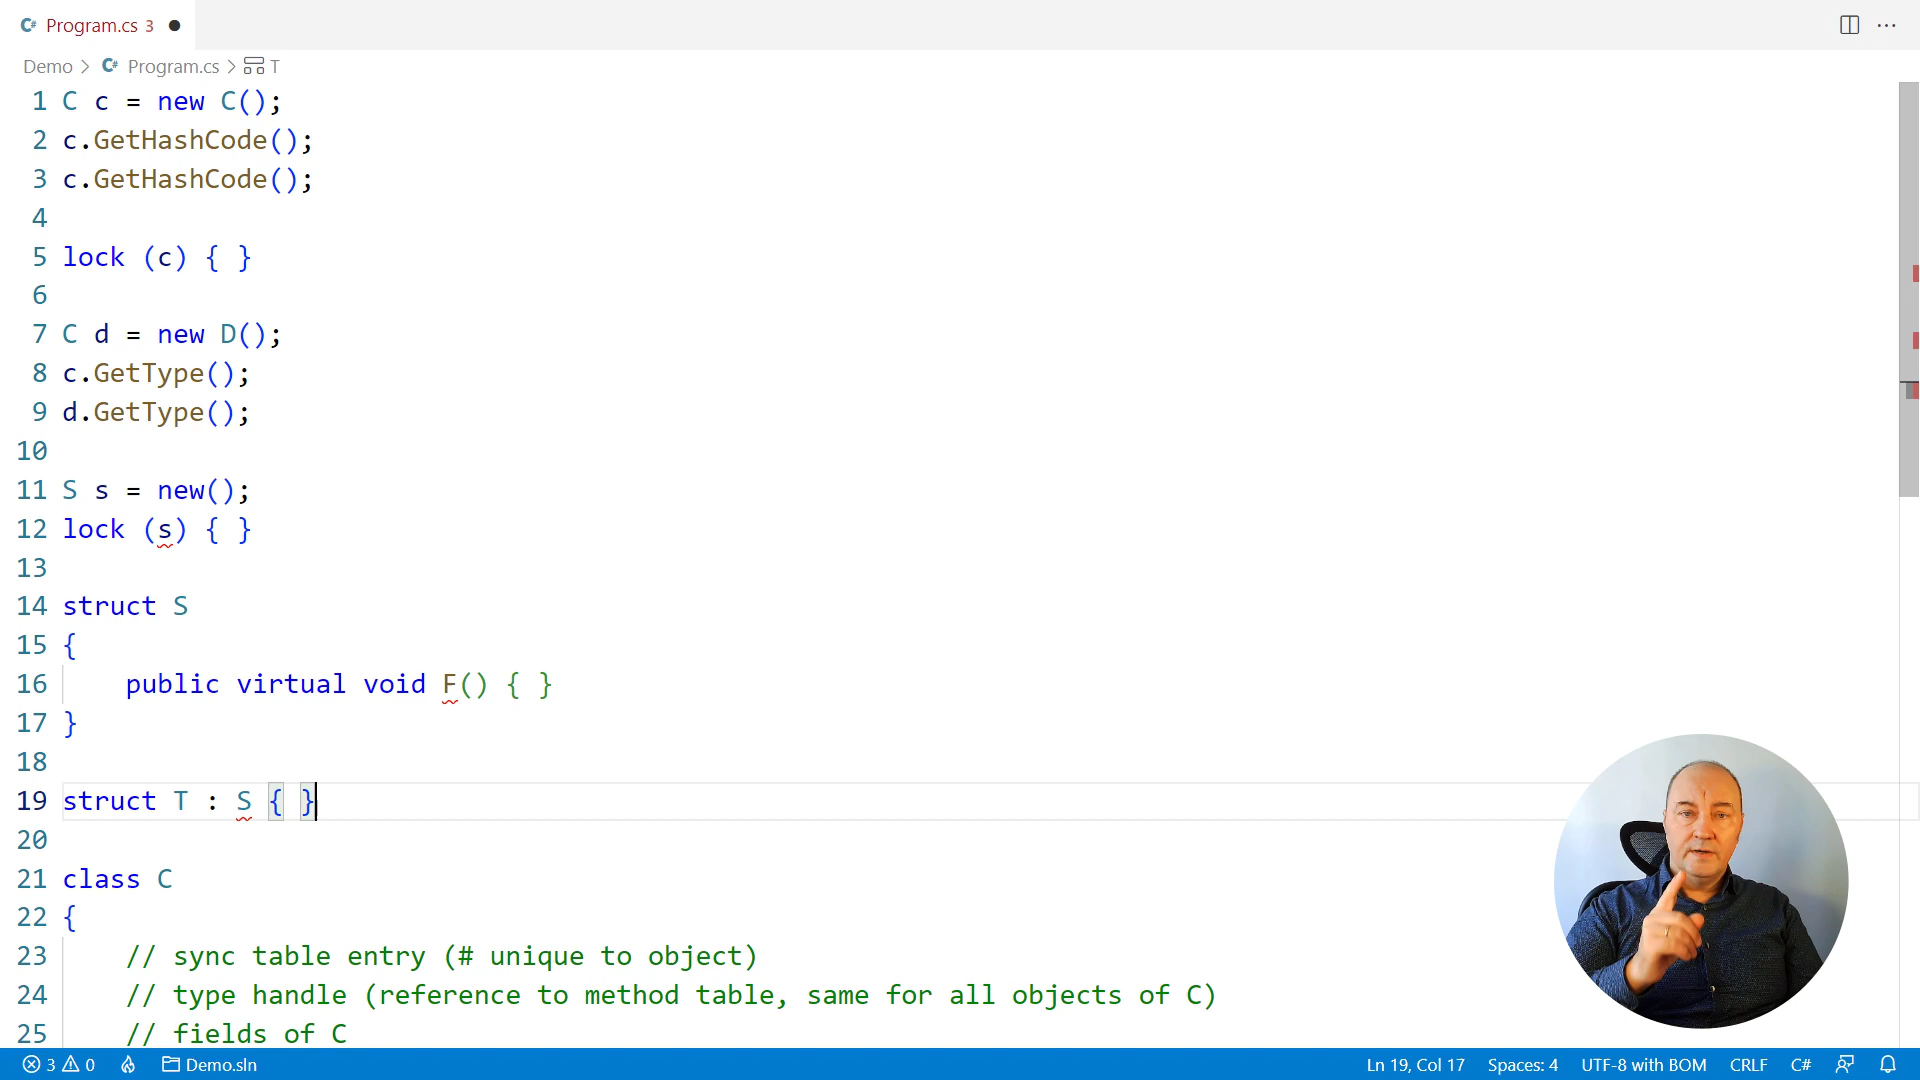 C# Program.cs 3
Demo > C# Program.cs > T
1 C c = new C();
2 c.GetHashCode();
3 c.GetHashCode();
4
5 lock (c) { }
6
7 C d = new D();
8 c.GetType();
9 d.GetType();
10
11 S s = new();
12 lock (s) { }
13
14 struct S
15 {
16     public virtual void F() { }
17 }
18
19 struct T : S { }
20
21 class C
22 {
23     // sync table entry (# unique to object)
24     // type handle (reference to method table, same for all objects of C)
25     // fields of C
3 0 Demo.sln Ln 19, Col 17 Spaces: 4 UTF-8 with BOM CRLF C#